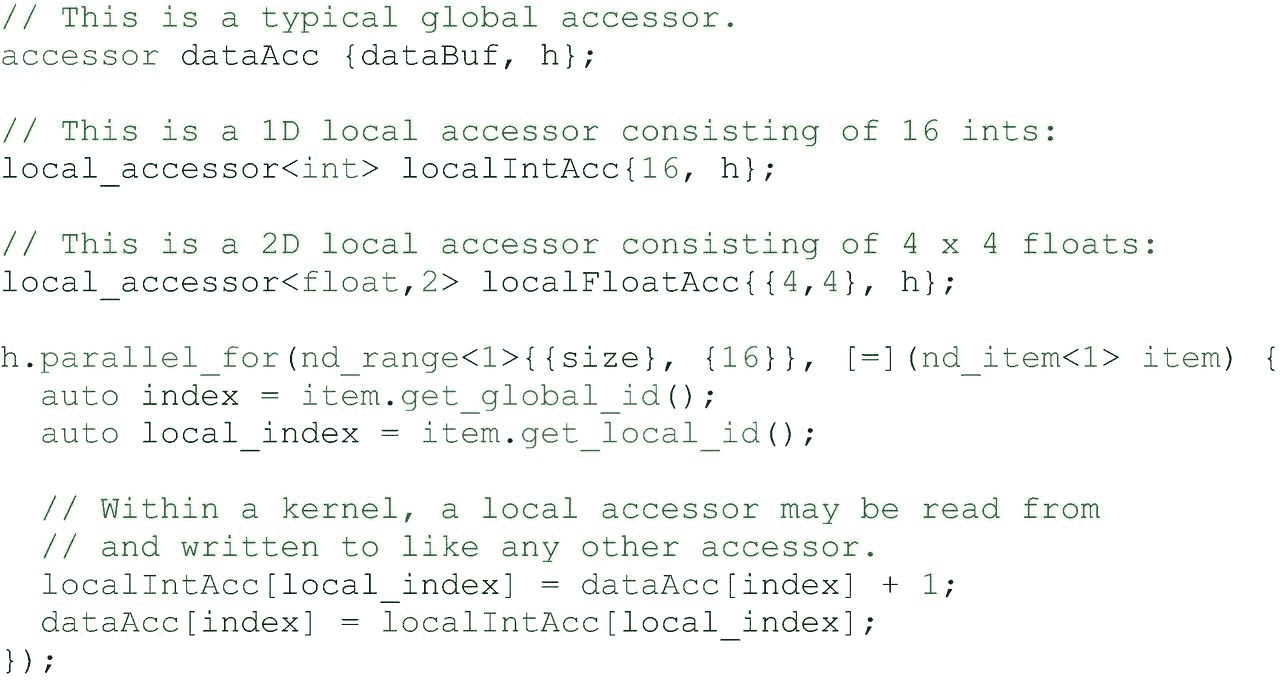 // This is a typical global accessor.
accessor dataAcc {dataBuf, h};
// This is a 1D local accessor consisting of 16 ints:
local_accessor<int> localIntAcc{16, h};
// This is a 2D local accessor consisting of 4 x 4 floats:
local_accessor<float,2> localFloatAcc{{4,4}, h};
h.parallel_for(nd_range<1>{{size}, {16}}, [=](nd_item<1> item) {
  auto index = item.get_global_id();
  auto local_index = item.get_local_id();
  // Within a kernel, a local accessor may be read from
  // and written to like any other accessor.
  localIntAcc[local_index] = dataAcc[index] + 1;
  dataAcc[index] = localIntAcc[local_index];
});